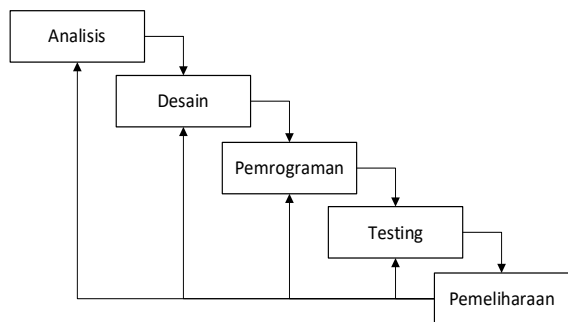 Analisis
Desain
Pemrograman
Testing
Pemeliharaan